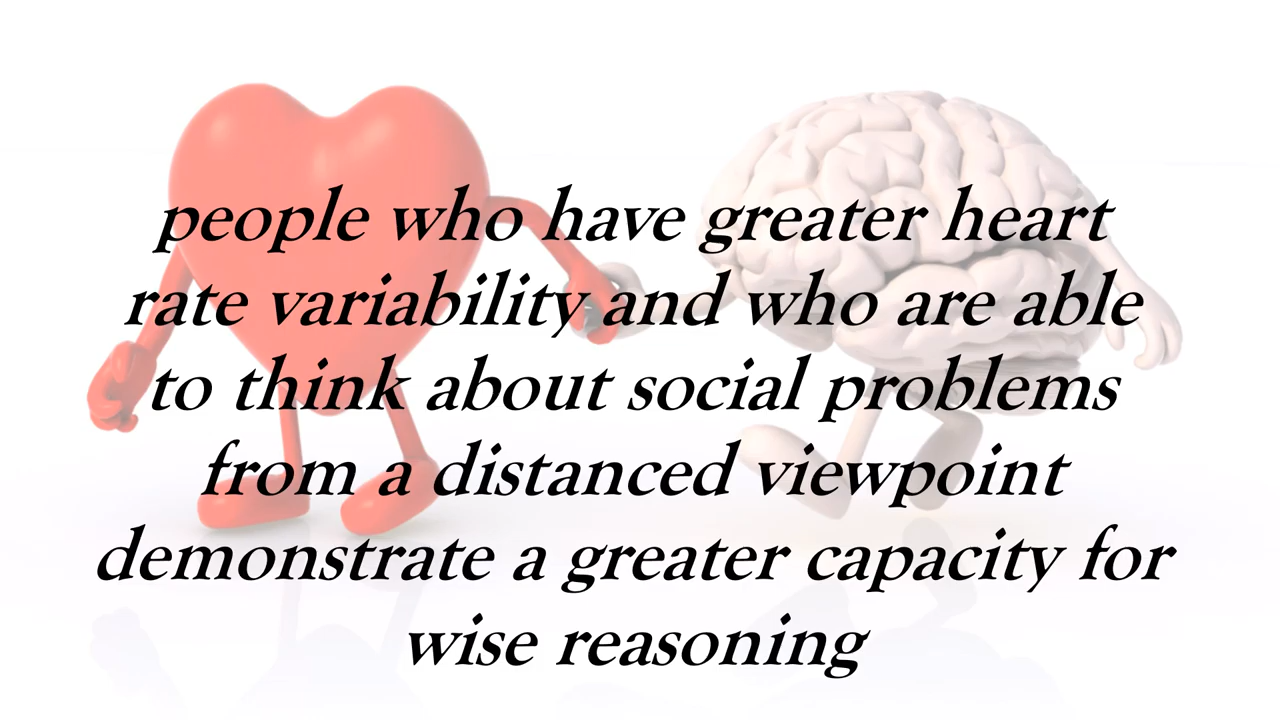 people who have greater heart
rate variability and who are able
to think about social problems
from a distanced viewpoint
demonstrate a greater capacity for
wise reasoning